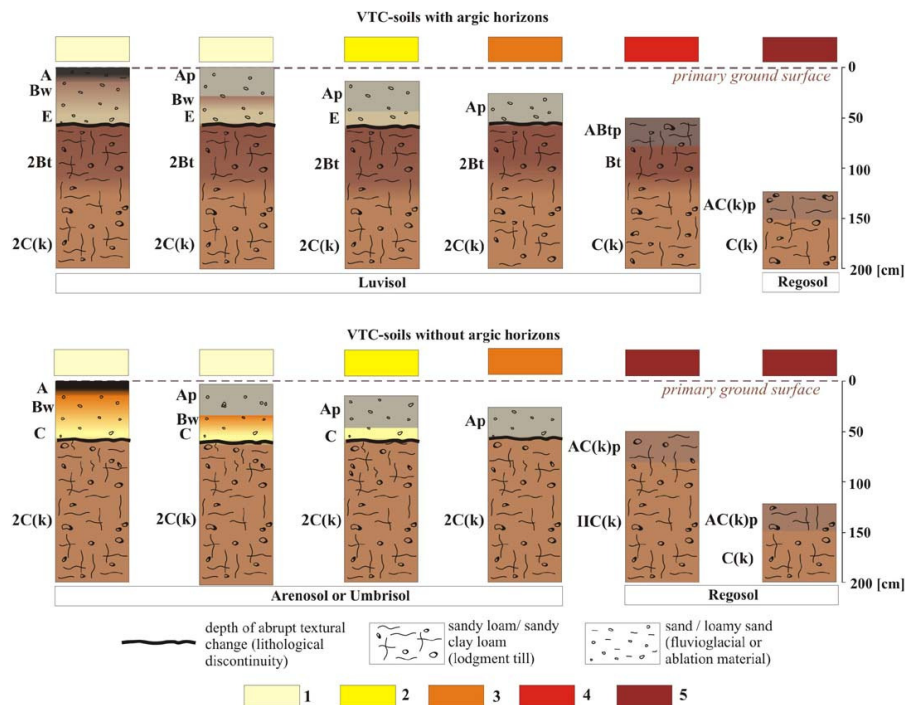 VTC-soils with argic horizons
primary ground surface
A
Bw
E
2Bt
2C(k)
Ap
Bw
E
2Bt
2C(k)
Ap
E
2Bt
2C(k)
Ap
2Bt
2C(k)
ABtp
Bt
C(k)
AC(k)p
C(k)
0
50
100
150
200 [cm]
Luvisol
Regosol
VTC-soils without argic horizons
primary ground surface
A
Bw
C
2C(k)
Ap
Bw
C
2C(k)
Ap
C
2C(k)
Ap
2C(k)
AC(k)p
IIC(k)
AC(k)p
C(k)
0
50
100
150
200 [cm]
Arenosol or Umbrisol
Regosol
depth of abrupt textural
change (lithological
discontinuity)
sandy loam/ sandy
clay loam
(lodgment till)
sand / loamy sand
(fluvioglacial or
ablation material)
1
2
3
4
5